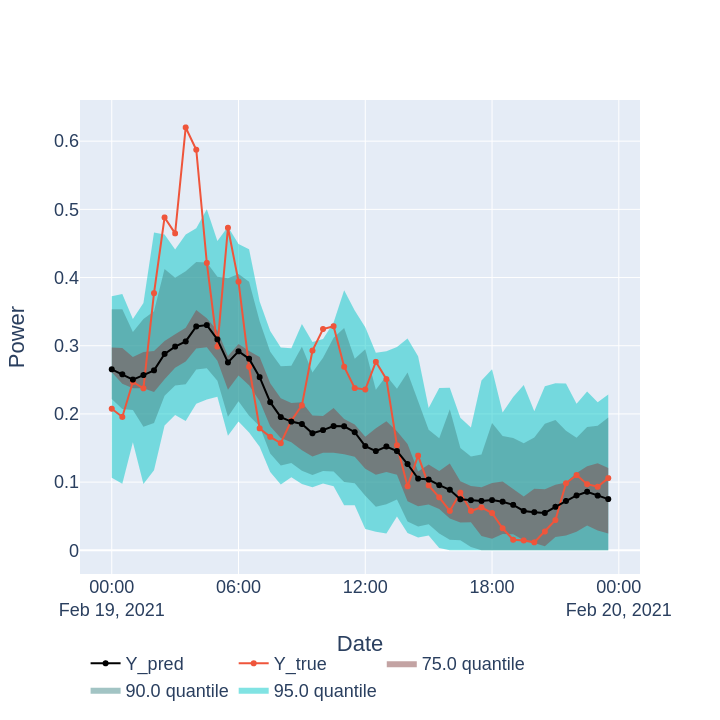 0.6
0.5
0.4
0.3
0.2
0.1
0
Power
00:00 06:00 12:00 18:00 00:00
Feb 19, 2021 Feb 20, 2021
Date
Y_pred Y_true 75.0 quantile
90.0 quantile 95.0 quantile